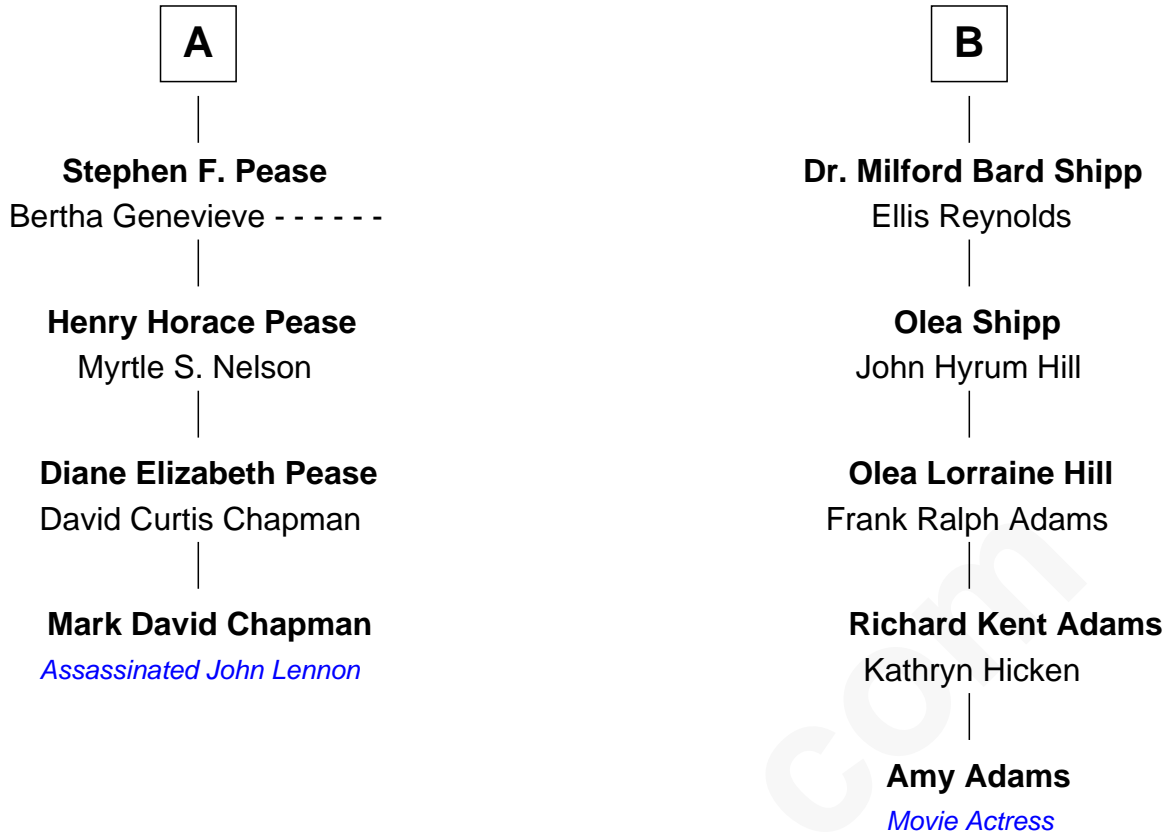 A
Stephen F. Pease
Bertha Genevieve - - - - - -
Henry Horace Pease
Myrtle S. Nelson
Diane Elizabeth Pease
David Curtis Chapman
Mark David Chapman
Assassinated John Lennon
B
Dr. Milford Bard Shipp
Ellis Reynolds
Olea Shipp
John Hyrum Hill
Olea Lorraine Hill
Frank Ralph Adams
Richard Kent Adams
Kathryn Hicken
Amy Adams
Movie Actress
com